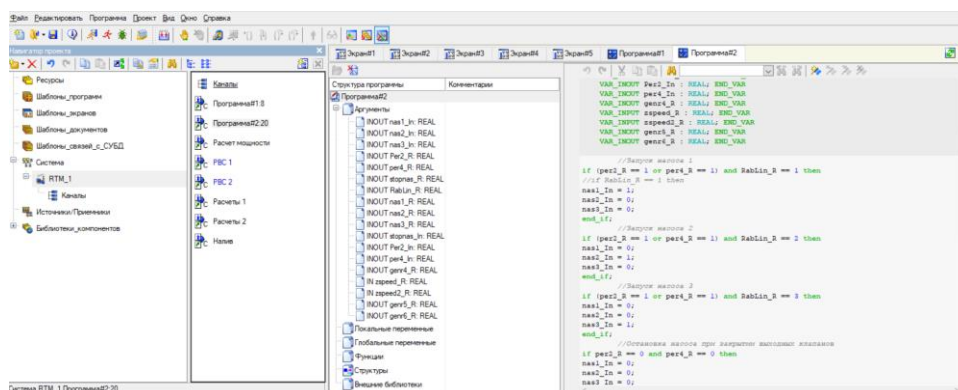 Файл Редактировать Программа Проект Вид Окно Справка
Навигатор проекта
Ресурсы
Шаблоны_программ
Шаблоны_экранов
Шаблоны_документов
Шаблоны_связей_с_СУБД
Система
RTM_1
Каналы
Источники/Приемники
Библиотеки_компонентов
Каналы
Программа#1:8
Программа#2:20
Расчет мощности
РВС 1
РВС 2
Расчеты 1
Расчеты 2
Налив
Экран#1 Экран#2 Экран#3 Экран#4 Экран#5 Программа#1 Программа#2
Структура программы Комментарии
Программа#2
Аргументы
INOUT nas1_In: REAL
INOUT nas2_In: REAL
INOUT nas3_In: REAL
INOUT Per2_R: REAL
INOUT per4_R: REAL
INOUT stopnas_R: REAL
INOUT RabLin_R: REAL
INOUT nas1_R: REAL
INOUT nas2_R: REAL
INOUT nas3_R: REAL
INOUT stopnas_In: REAL
INOUT Per2_In: REAL
INOUT per4_In: REAL
INOUT genr4_R: REAL
IN zspeed_R: REAL
IN zspeed2_R: REAL
INOUT genr5_R: REAL
INOUT genr6_R: REAL
Локальные переменные
Глобальные переменные
Функции
Структуры
Внешние библиотеки
VAR_INOUT Per2_In : REAL; END_VAR
VAR_INOUT per4_In : REAL; END_VAR
VAR_INOUT genr4_R : REAL; END_VAR
VAR_INPUT zspeed_R : REAL; END_VAR
VAR_INPUT zspeed2_R : REAL; END_VAR
VAR_INOUT genr5_R : REAL; END_VAR
VAR_INOUT genr6_R : REAL; END_VAR
//Запуск насоса 1
if (per2_R == 1 or per4_R == 1) and RabLin_R == 1 then
//if RabLin_R == 1 then
nas1_In = 1;
nas2_In = 0;
nas3_In = 0;
end_if;
//Запуск насоса 2
if (per2_R == 1 or per4_R == 1) and RabLin_R == 2 then
nas1_In = 0;
nas2_In = 1;
nas3_In = 0;
end_if;
//Запуск насоса 3
if (per2_R == 1 or per4_R == 1) and RabLin_R == 3 then
nas1_In = 0;
nas2_In = 0;
nas3_In = 1;
end_if;
//Остановка насоса при закрытии выходных клапанов
if per2_R == 0 and per4_R == 0 then
nas1_In = 0;
nas2_In = 0;
nas3_In = 0;
Система.RTM_1.Программа#2:20